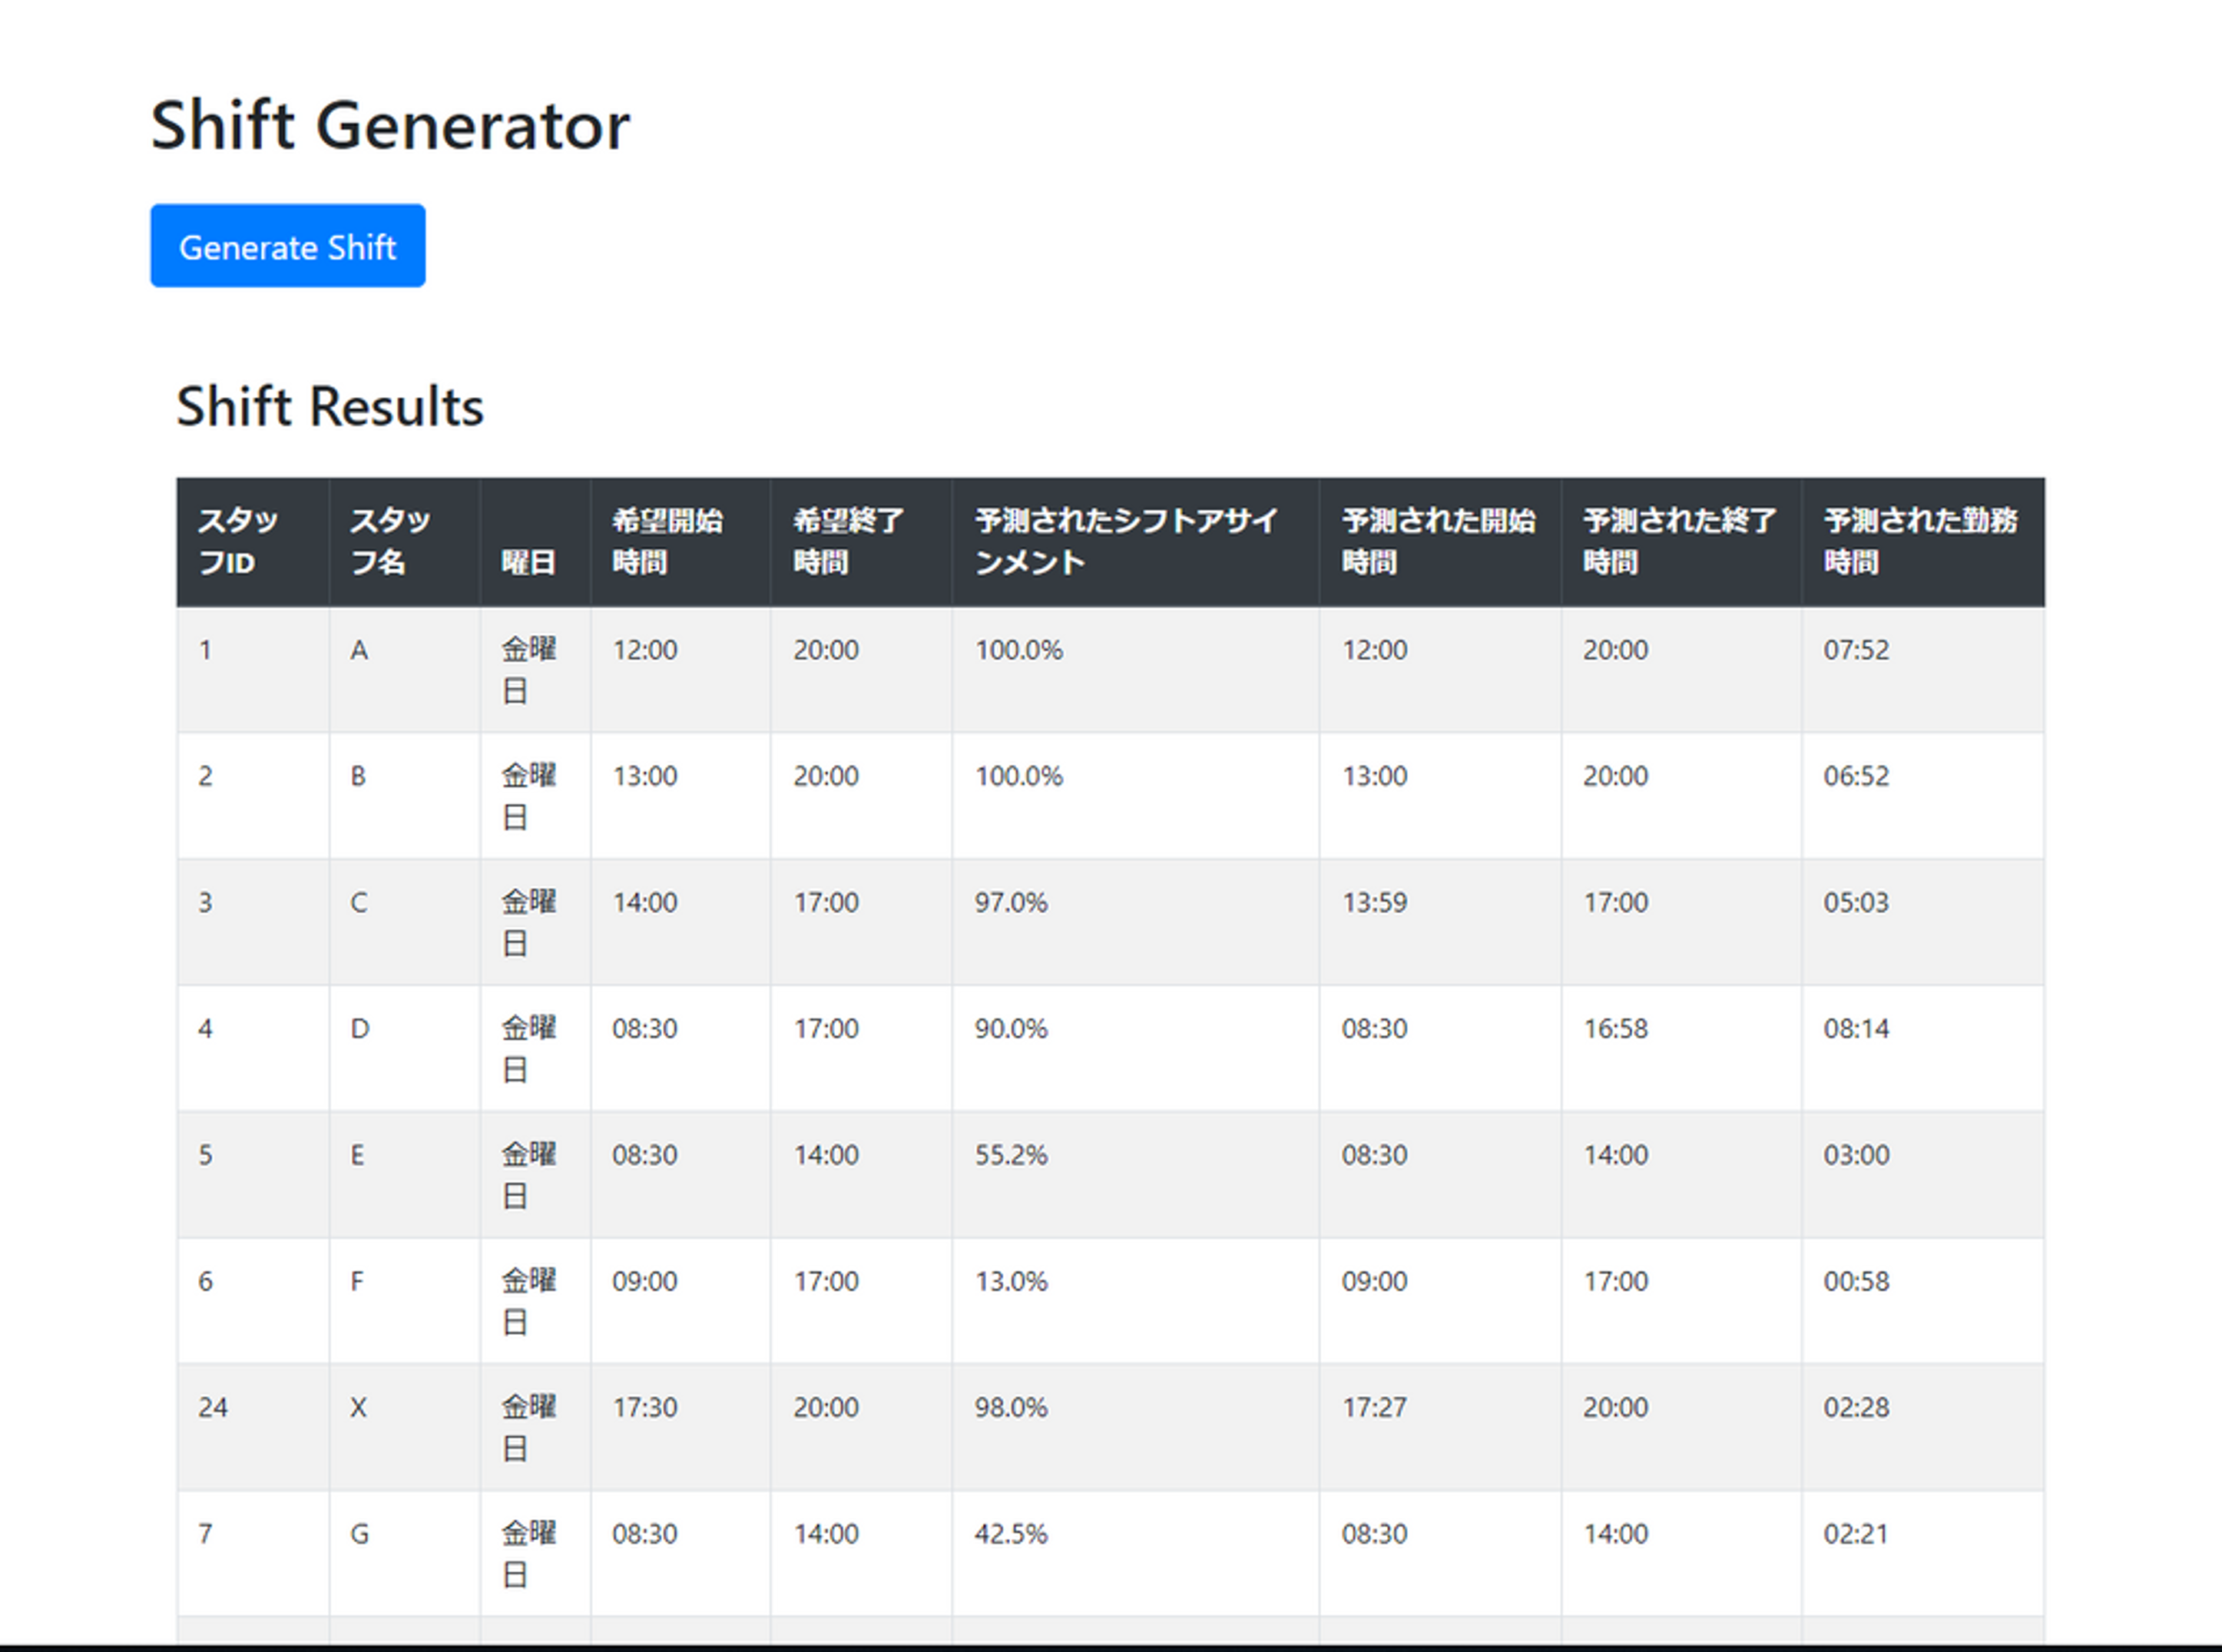 Shift Generator
Generate Shift
Shift Results
スタッフID スタッフ名 曜日 希望開始時間 希望終了時間 予測されたシフトアサインメント 予測された開始時間 予測された終了時間 予測された勤務時間
1 A 金曜日 12:00 20:00 100.0% 12:00 20:00 07:52
2 B 金曜日 13:00 20:00 100.0% 13:00 20:00 06:52
3 C 金曜日 14:00 17:00 97.0% 13:59 17:00 05:03
4 D 金曜日 08:30 17:00 90.0% 08:30 16:58 08:14
5 E 金曜日 08:30 14:00 55.2% 08:30 14:00 03:00
6 F 金曜日 09:00 17:00 13.0% 09:00 17:00 00:58
24 X 金曜日 17:30 20:00 98.0% 17:27 20:00 02:28
7 G 金曜日 08:30 14:00 42.5% 08:30 14:00 02:21